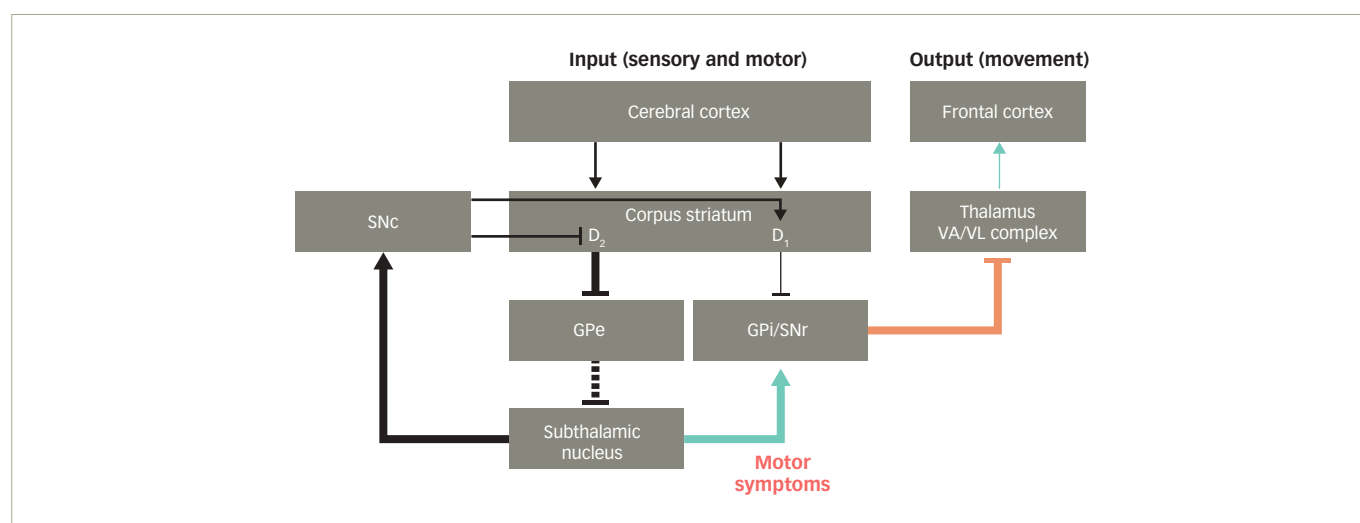 Input (sensory and motor)
Output (movement)
Cerebral cortex
Frontal cortex
SNc
Corpus striatum
D2
D1
Thalamus
VA/VL complex
GPe
GPi/SNr
Subthalamic
nucleus
Motor
symptoms